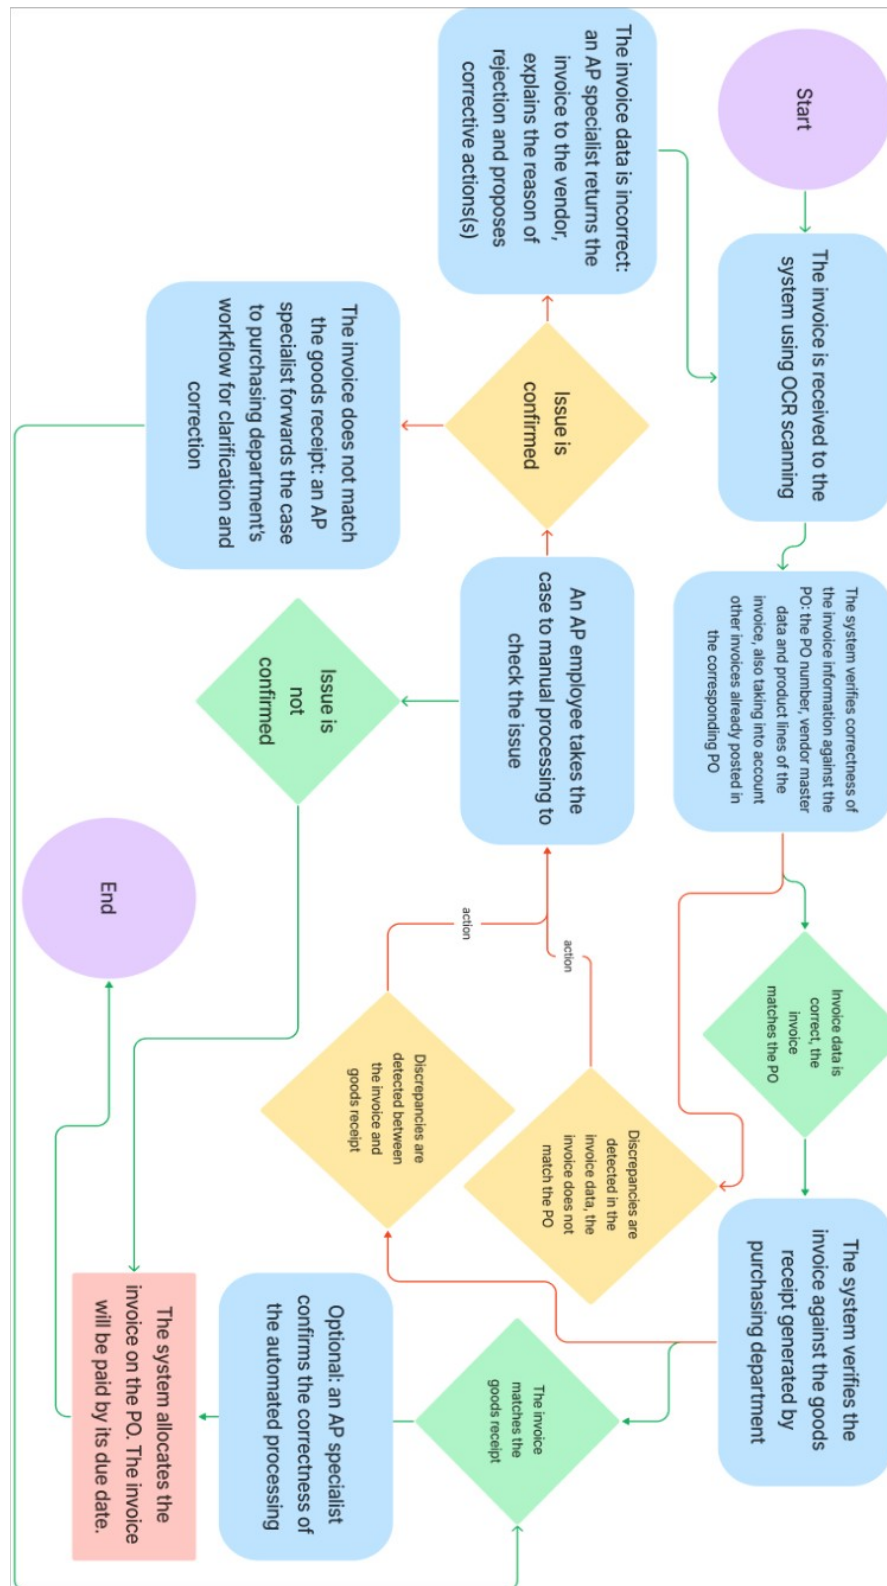 Start
The invoice is received to the
system using OCR scanning
The system verifies correctness of
the invoice information against the
PO: the PO number, vendor master
data and product lines of the
invoice, also taking into account
other invoices already posted in
the corresponding PO
Invoice data is
correct, the
invoice
matches the PO
The system verifies the
invoice against the goods
receipt generated by
purchasing department
The invoice data is incorrect:
an AP specialist returns the
invoice to the vendor,
explains the reason of
rejection and proposes
corrective actions(s)
Issue is
confirmed
An AP employee takes the
case to manual processing to
check the issue
action
action
Discrepancies are
detected in the
invoice data, the
invoice does not
match the PO
Discrepancies are
detected between
the invoice and
goods receipt
The invoice
matches the
goods receipt
The invoice does not match
the goods receipt: an AP
specialist forwards the case
to purchasing department's
workflow for clarification and
correction
Issue is
not
confirmed
Optional: an AP specialist
confirms the correctness of
the automated processing
End
The system allocates the
invoice on the PO. The invoice
will be paid by its due date.